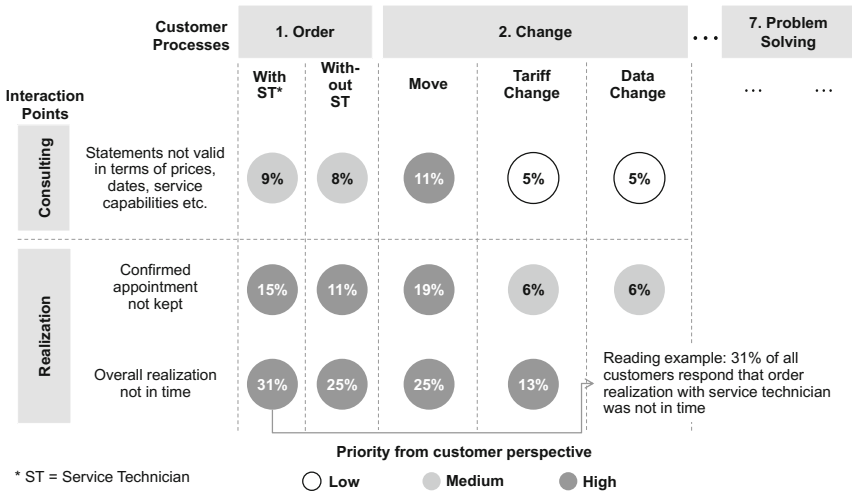 Customer
Processes
1. Order
2. Change
...
7. Problem
Solving
Interaction
Points
With
ST*
With-
out
ST
Move
Tariff
Change
Data
Change
... ...
Consulting
Statements not valid
in terms of prices,
dates, service
capabilities etc.
9% 8% 11% 5% 5%
Realization
Confirmed
appointment
not kept
15% 11% 19% 6% 6%
Overall realization
not in time
31% 25% 25% 13%
Reading example: 31% of all
customers respond that order
realization with service technician
was not in time
Priority from customer perspective
* ST = Service Technician
Low Medium High